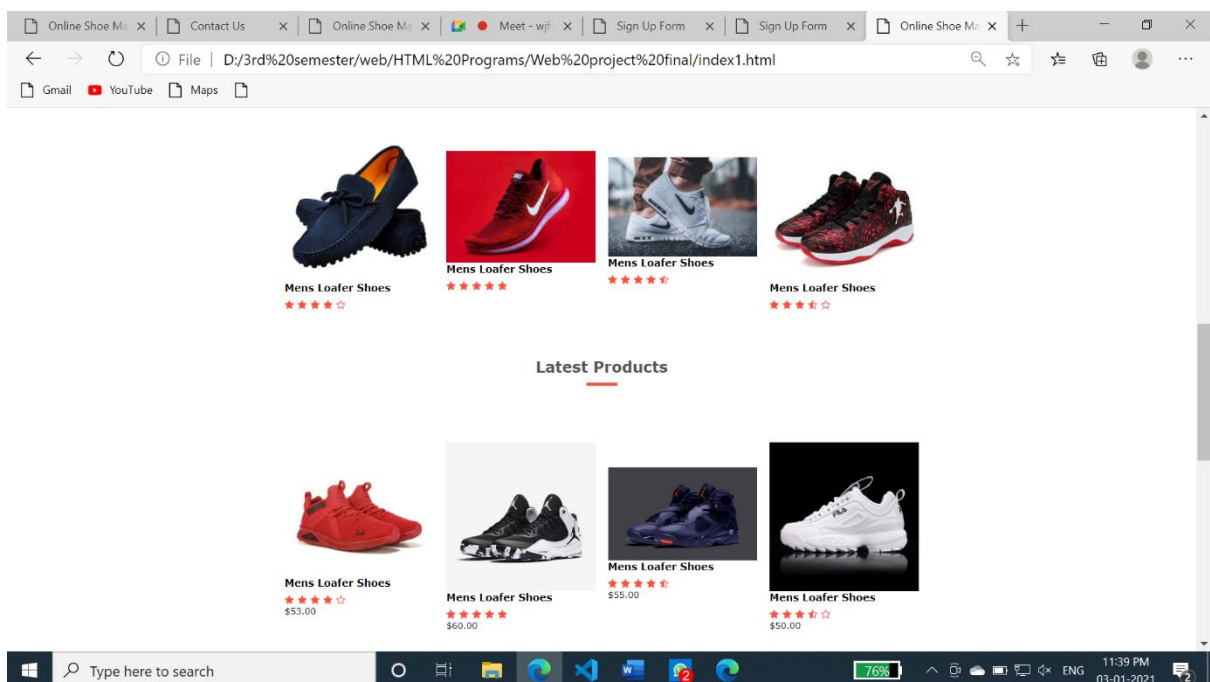 Online Shoe Ma
Contact Us
Online Shoe Ma
Meet - wjf-
Sign Up Form
Sign Up Form
Online Shoe Ma
File | D:/3rd%20semester/web/HTML%20Programs/Web%20project%20final/index1.html
Gmail YouTube Maps
Mens Loafer Shoes
Mens Loafer Shoes
Mens Loafer Shoes
Mens Loafer Shoes
Latest Products
Mens Loafer Shoes
$53.00
Mens Loafer Shoes
$60.00
Mens Loafer Shoes
$55.00
FILA
Mens Loafer Shoes
$50.00
Type here to search
W
2
76%
ENG
11:39 PM
03-01-2021
2